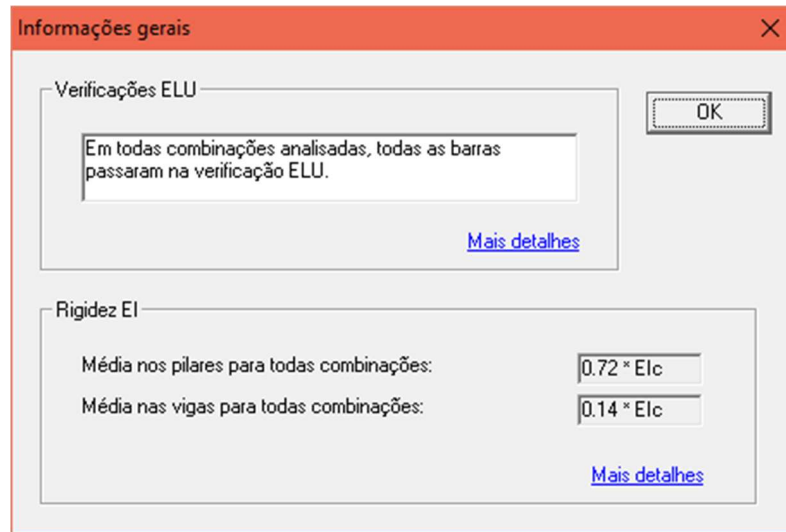 Informações gerais
Verificações ELU
OK
Em todas combinações analisadas, todas as barras
passaram na verificação ELU.
Mais detalhes
Rigidez EI
Média nos pilares para todas combinações: 0.72 * EIc
Média nas vigas para todas combinações: 0.14 * EIc
Mais detalhes